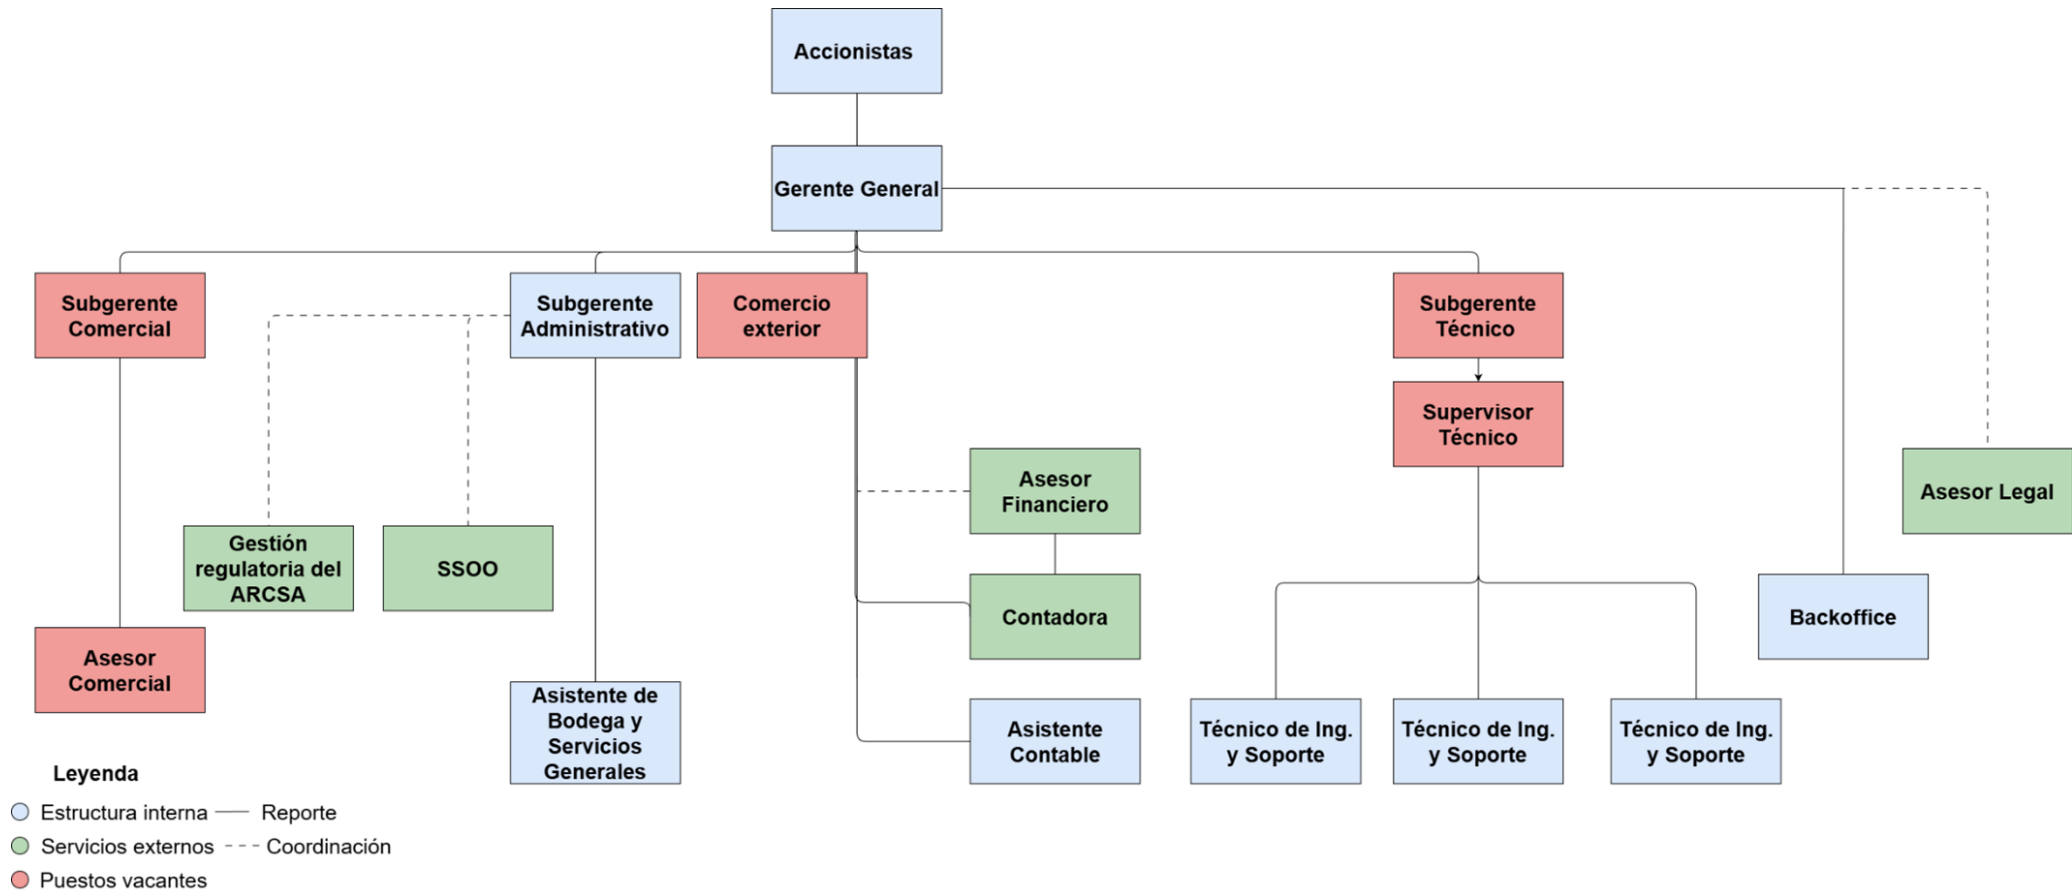 Accionistas
Gerente General
Subgerente
Comercial
Subgerente
Administrativo
Comercio
exterior
Subgerente
Técnico
Supervisor
Técnico
Asesor
Financiero
Asesor Legal
Gestión
regulatoria del
ARCSA
SSOO
Contadora
Backoffice
Asesor
Comercial
Asistente de
Bodega y
Servicios
Generales
Asistente
Contable
Técnico de Ing.
y Soporte
Técnico de Ing.
y Soporte
Técnico de Ing.
y Soporte
Leyenda
Estructura interna
Reporte
Servicios externos
Coordinación
Puestos vacantes